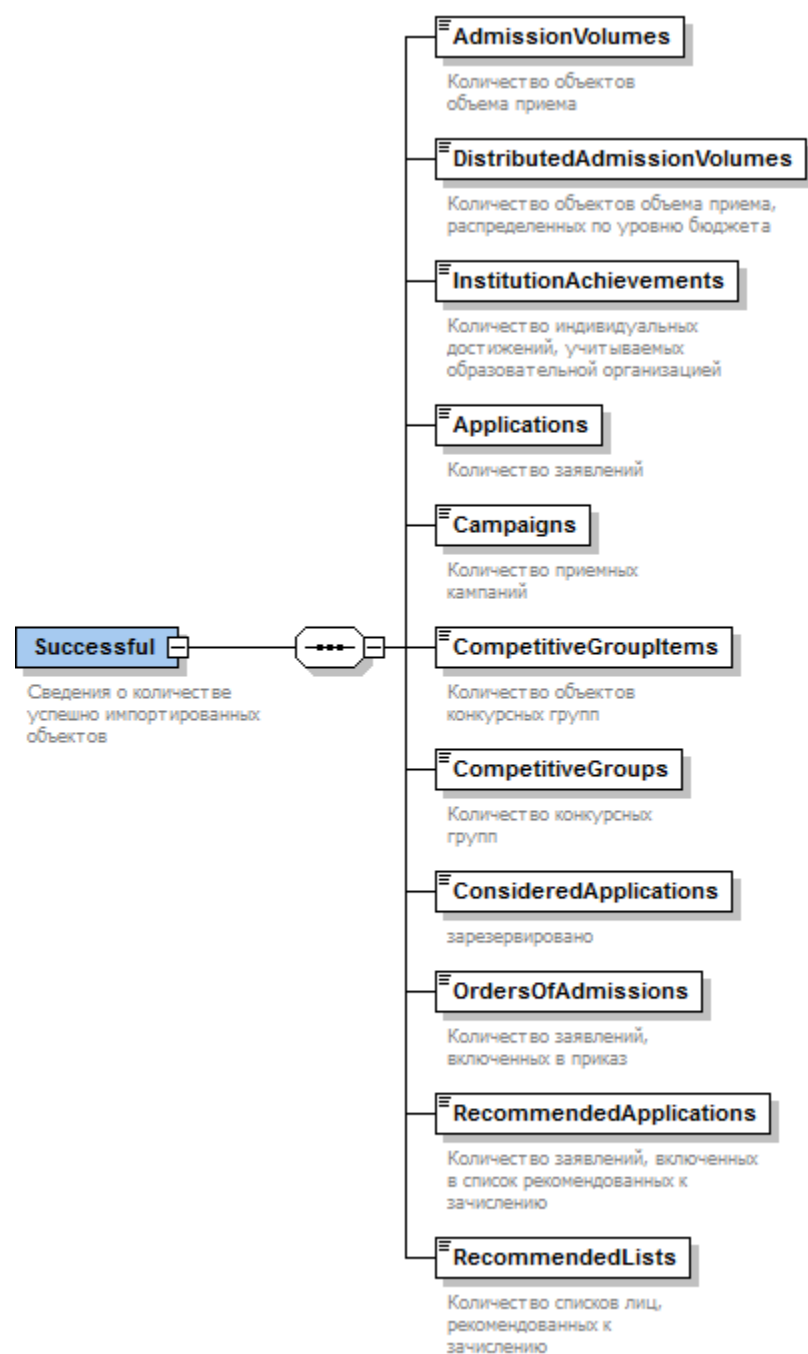 AdmissionVolumes
Количество объектов
объема приема
DistributedAdmissionVolumes
Количество объектов объема приема,
распределенных по уровню бюджета
InstitutionAchievements
Количество индивидуальных
достижений, учитываемых
образовательной организацией
Applications
Количество заявлений
Campaigns
Количество приемных
кампаний
Successful
Сведения о количестве
успешно импортированных
объектов
CompetitiveGroupItems
Количество объектов
конкурсных групп
CompetitiveGroups
Количество конкурсных
групп
ConsideredApplications
зарезервировано
OrdersOfAdmissions
Количество заявлений,
включенных в приказ
RecommendedApplications
Количество заявлений, включенных
в список рекомендованных к
зачислению
RecommendedLists
Количество списков лиц,
рекомендованных к
зачислению